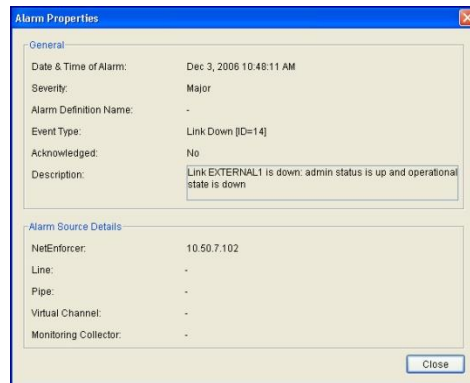 Alarm Properties
General
Date & Time of Alarm: Dec 3, 2006 10:48:11 AM
Severity: Major
Alarm Definition Name: -
Event Type: Link Down [ID=14]
Acknowledged: No
Description: Link EXTERNAL1 is down: admin status is up and operational
state is down
Alarm Source Details
NetEnforcer: 10.50.7.102
Line: -
Pipe: -
Virtual Channel: -
Monitoring Collector: -
Close